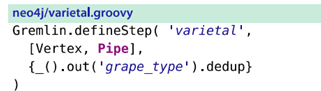 neo4j/varietal.groovy
Gremlin.defineStep( 'varietal',
  [Vertex, Pipe],
  {_().out('grape_type').dedup}
)